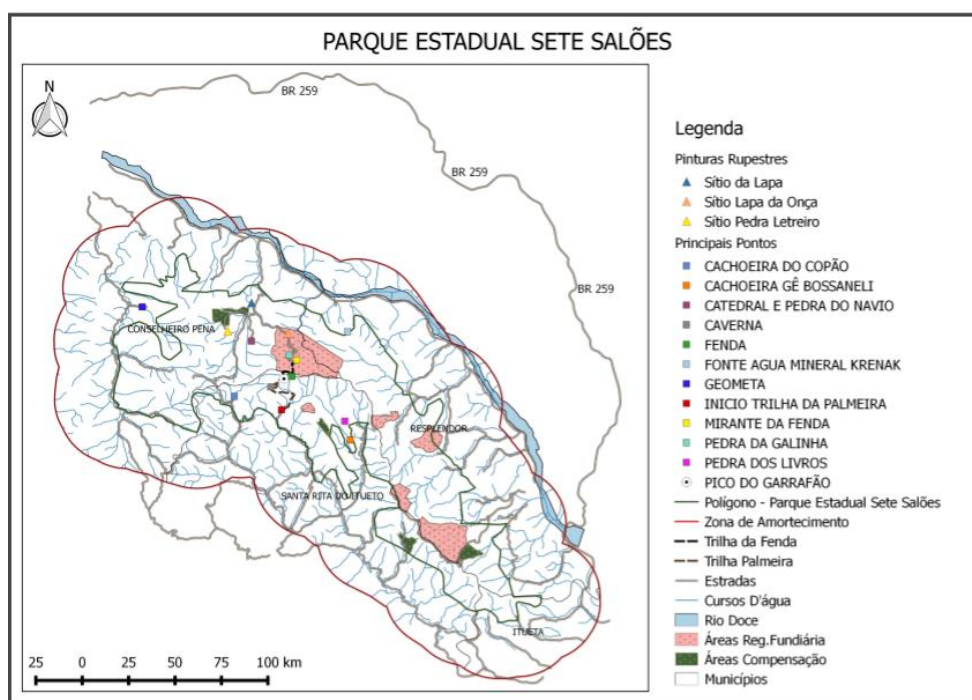 PARQUE ESTADUAL SETE SALÕES
N
BR 259
BR 259
BR 259
CONSELHEIRO PENA
RESPLENDOR
SANTA RITA DO ITUETO
ITUETA
25 0 25 50 75 100 km
Legenda
Pinturas Rupestres
Sítio da Lapa
Sítio Lapa da Onça
Sítio Pedra Letreiro
Principais Pontos
CACHOEIRA DO COPÃO
CACHOEIRA GÊ BOSSANELI
CATEDRAL E PEDRA DO NAVIO
CAVERNA
FENDA
FONTE AGUA MINERAL KRENAK
GEOMETA
INICIO TRILHA DA PALMEIRA
MIRANTE DA FENDA
PEDRA DA GALINHA
PEDRA DOS LIVROS
PICO DO GARRAFÃO
Polígono - Parque Estadual Sete Salões
Zona de Amortecimento
Trilha da Fenda
Trilha Palmeira
Estradas
Cursos D'água
Rio Doce
Áreas Reg.Fundiária
Áreas Compensação
Municípios